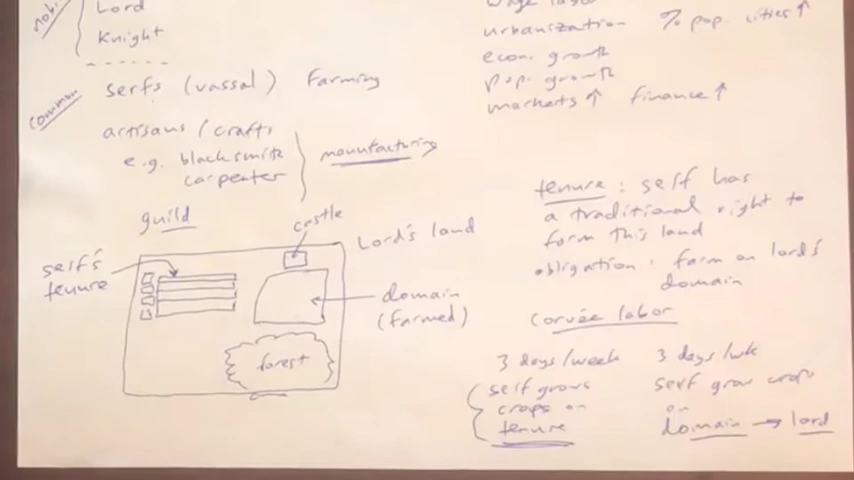 Lord
Knight
common
serfs (vassal) Farming
artisans / crafts
e.g. blacksmith
carpenter
manufacturing
guild
castle
Lord's land
serf's
tenure
domain
(farmed)
forest
wage labor
urbanization % pop. cities ↑
econ. growth
pop. growth
markets ↑ finance ↑
tenure : serf has
a traditional right to
farm this land
obligation : farm on lord's
domain
Corvée labor
3 days/week
serf grows
crops on
tenure
3 days/wk
serf grow crops
on
domain → lord